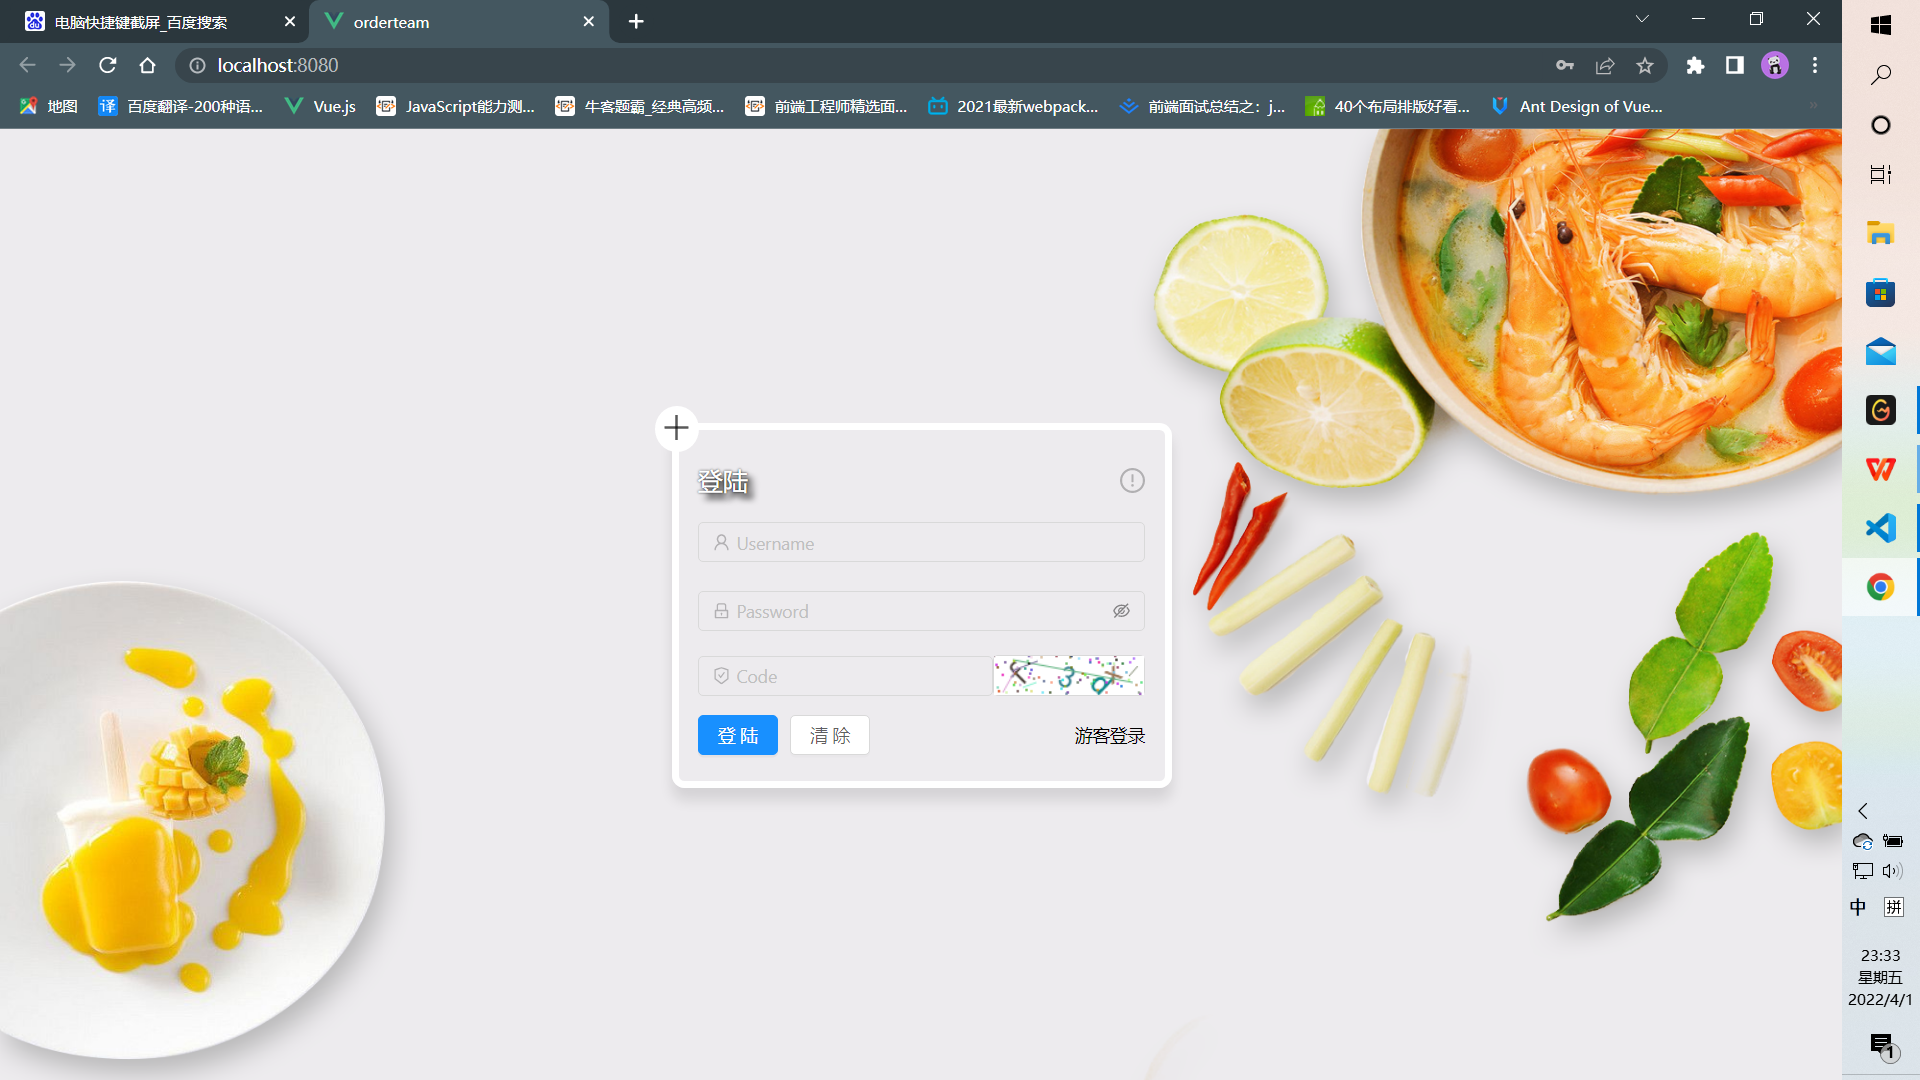 电脑快捷键截屏_百度搜索
orderteam
localhost:8080
地图
译
百度翻译-200种语...
Vue.js
JavaScript能力测...
牛客题霸_经典高频...
前端工程师精选面...
2021最新webpack...
前端面试总结之：j...
40个布局排版好看...
Ant Design of Vue...
登陆
Username
Password
Code
登 陆
清 除
游客登录
中
拼
23:33
星期五
2022/4/1
1